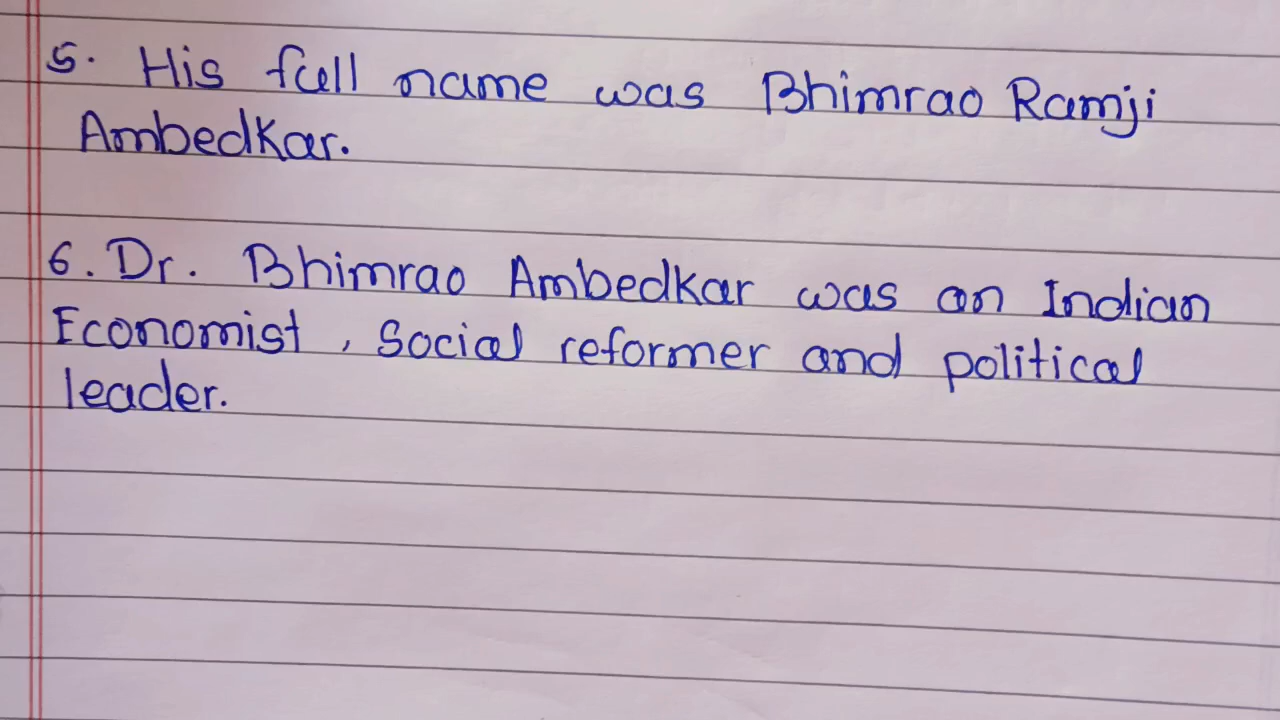 5. His full name was Bhimrao Ramji
Ambedkar.
6. Dr. Bhimrao Ambedkar was an Indian
Economist, Social reformer and political
leader.